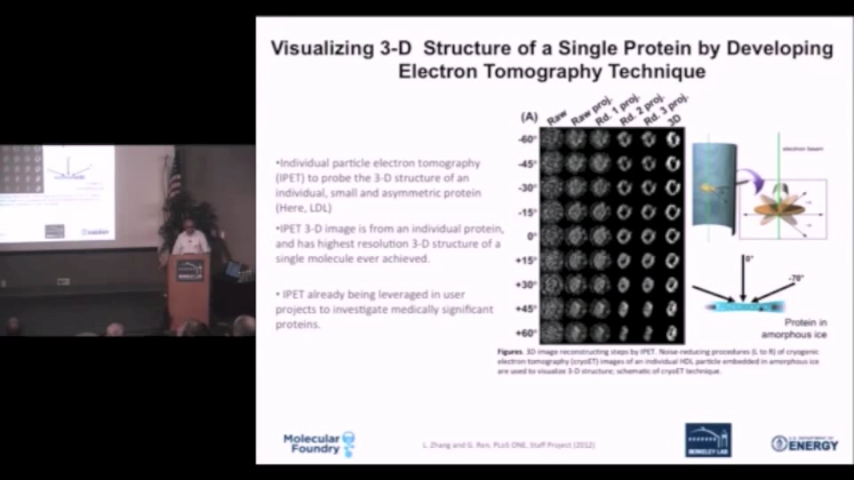 Visualizing 3-D Structure of a Single Protein by Developing
Electron Tomography Technique
•Individual particle electron tomography
(IPET) to probe the 3-D structure of an
individual, small and asymmetric protein
(Here, LDL)
•IPET 3-D image is from an individual protein,
and has highest resolution 3-D structure of a
single molecule ever achieved.
• IPET already being leveraged in user
projects to investigate medically significant
proteins.
(A) Raw Raw proj. Rd. 1 proj. Rd. 2 proj. Rd. 3 proj. 3D
-60°
-45°
-30°
-15°
0°
+15°
+30°
+45°
+60°
electron beam
0°
-70°
Protein in
amorphous ice
Figures. 3D image reconstructing steps by IPET. Noise reducing procedures (L to R) of cryogenic
electron tomography (cryoET) images of an individual HDL particle embedded in amorphous ice
are used to visualize 3-D structure; schematic of cryoET technique.
Molecular
Foundry
L. Zhang and G. Ren, PLoS ONE, Staff Project (2012)
BERKELEY LAB
U.S. DEPARTMENT OF
ENERGY
BERKELEY LAB